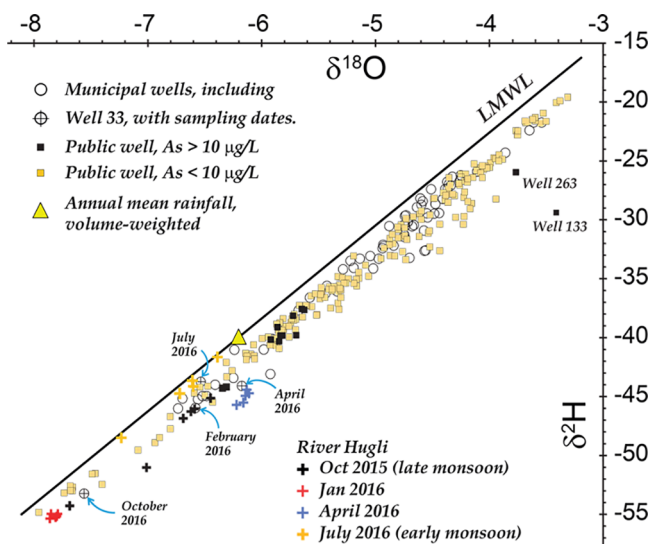 -8 -7 -6 -5 -4 -3
δ¹⁸O
-15
LMWL
Municipal wells, including
Well 33, with sampling dates.
Public well, As > 10 µg/L
Public well, As < 10 µg/L
Annual mean rainfall,
volume-weighted
-20
-25
Well 263
-30
Well 133
-35
-40
July
2016
-45
April
2016
February
2016
δ²H
-50
October
2016
-55
River Hugli
Oct 2015 (late monsoon)
Jan 2016
April 2016
July 2016 (early monsoon)